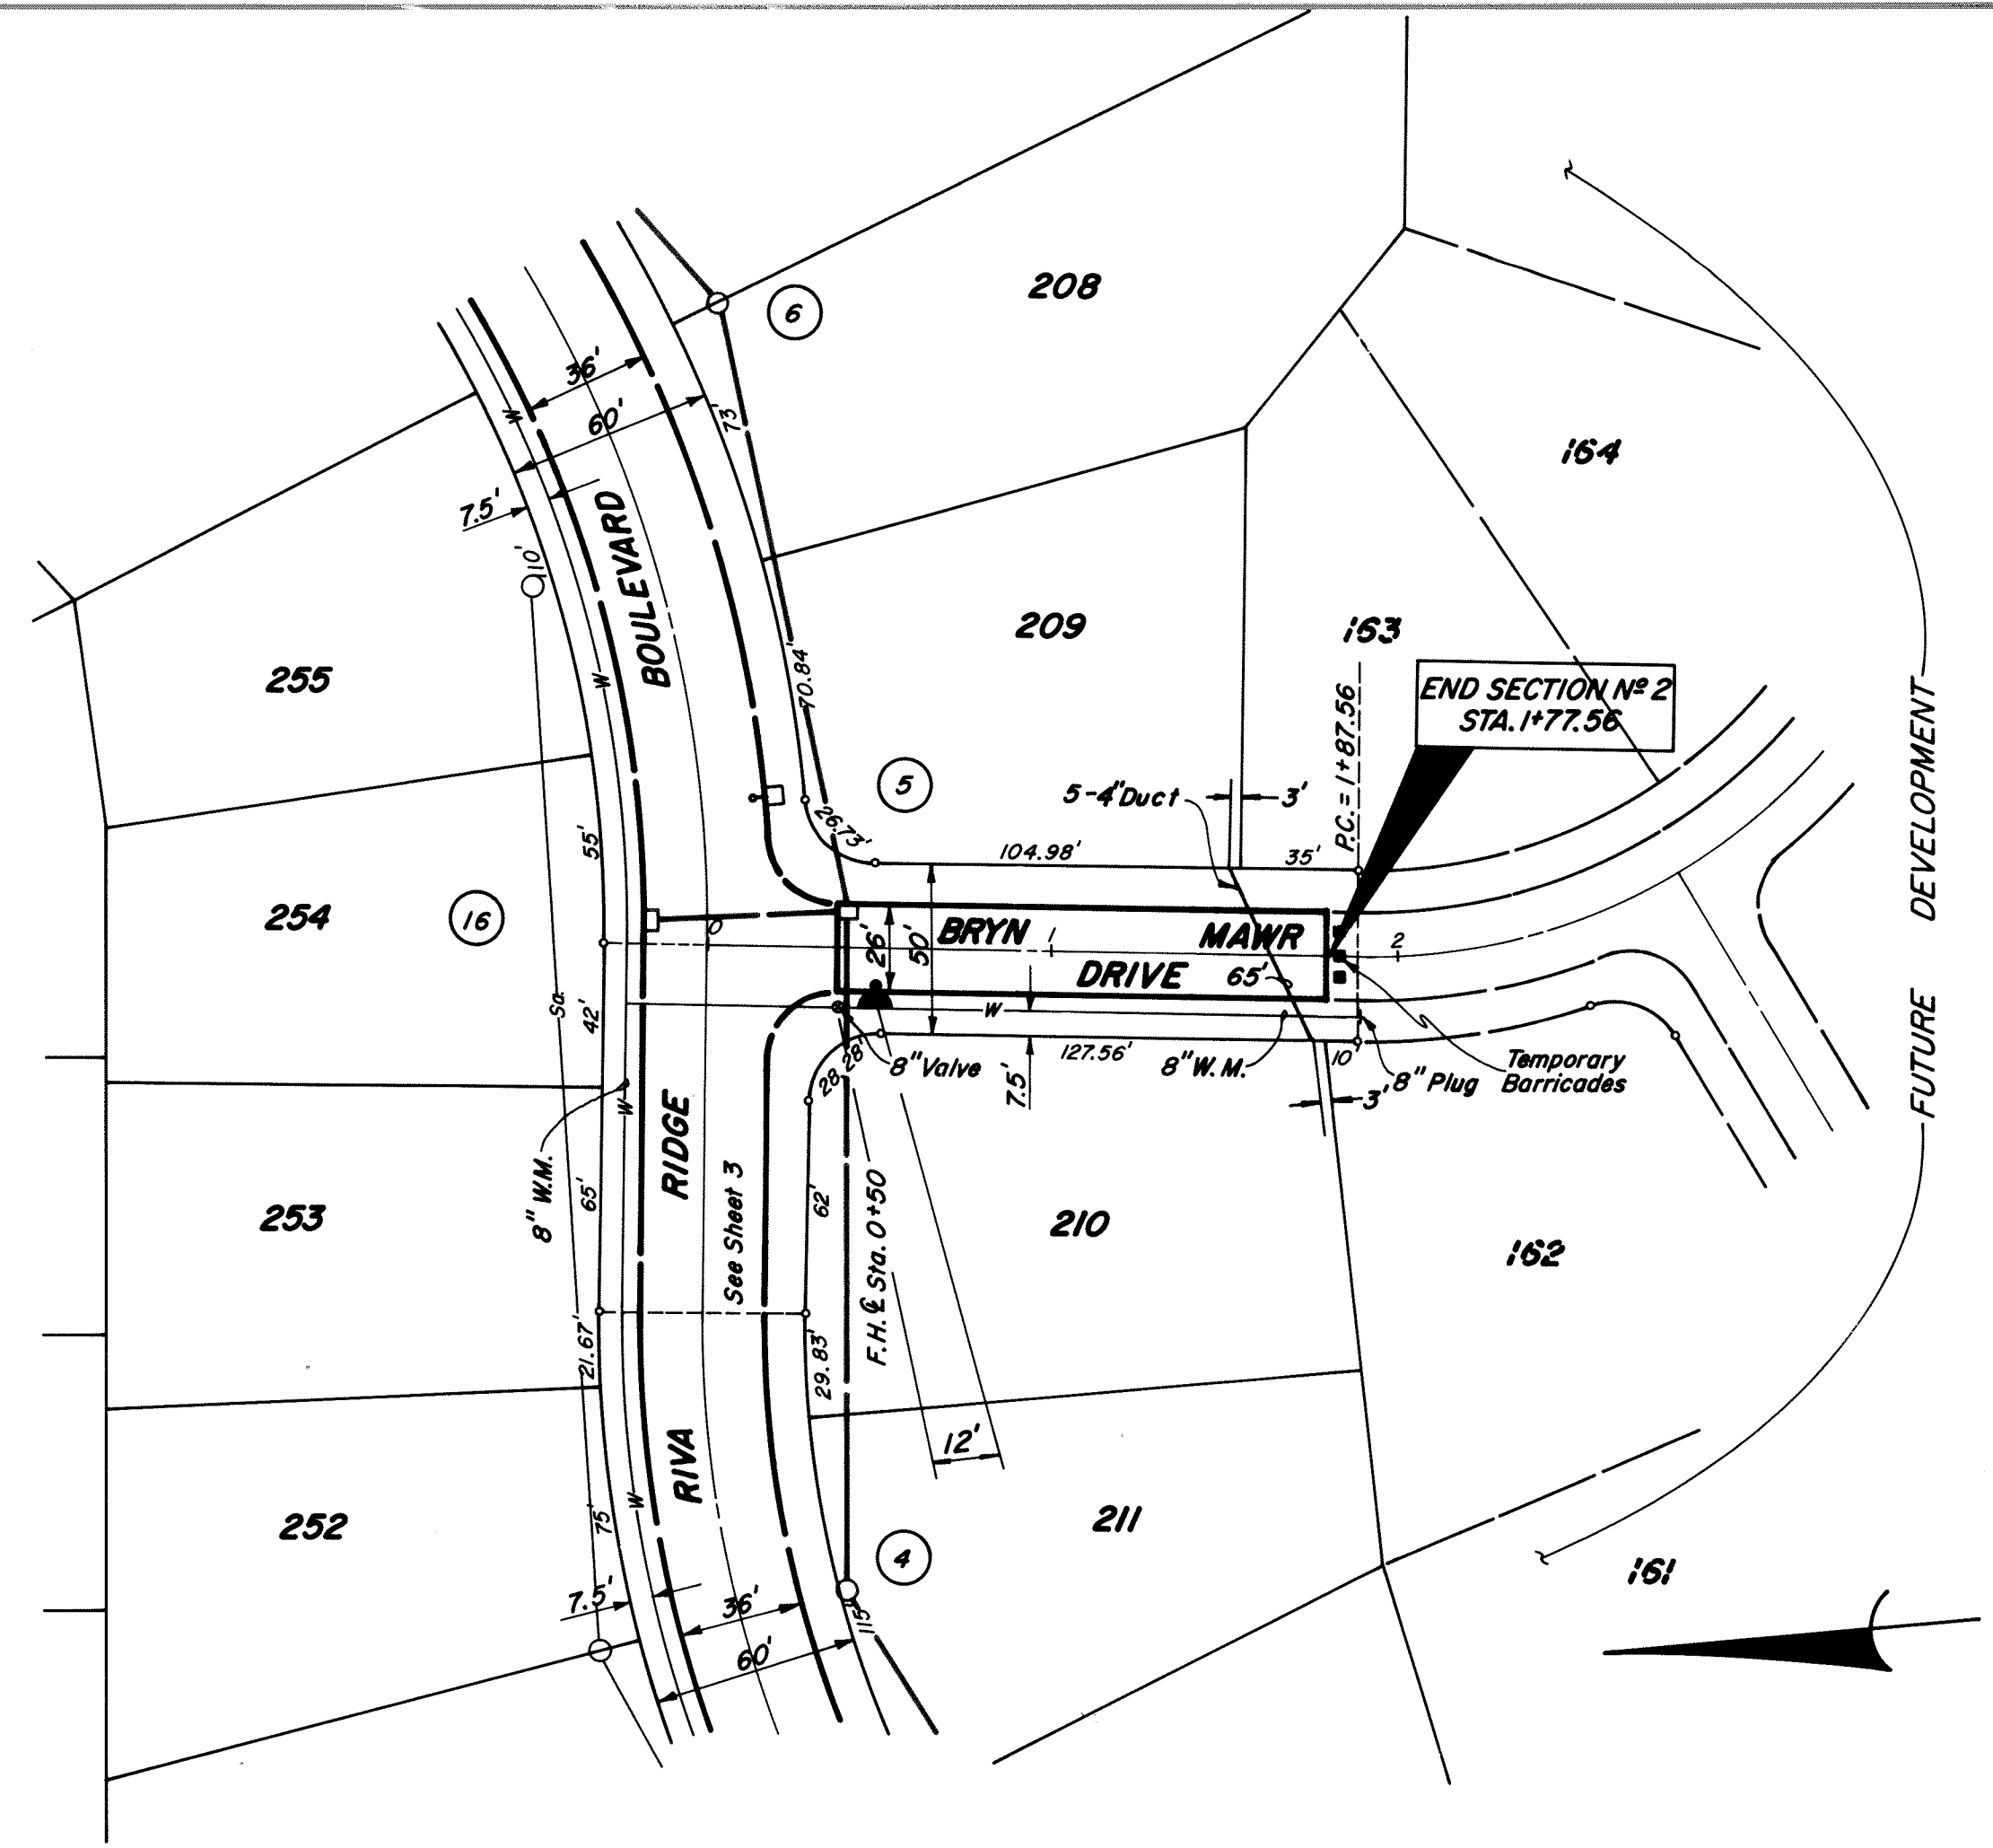 208
6
36'
60'
73'
W
7.5'
10'
164
BOULEVARD
209
163
255
W
70.84'
END SECTION Nº 2
STA. 1+77.56
P.C. = 1+87.56
5
5-4" Duct
3'
26.73'
104.98'
35'
55'
254
16
0
BRYN
1
MAWR
2
26'
50'
DRIVE
65'
FUTURE DEVELOPMENT
Sa.
42'
W
8" Valve
127.56'
8" W.M.
10'
Temporary
Barricades
8" Plug
3'
28.28'
7.5'
W
8" W.M.
RIDGE
See Sheet 3
65'
62'
F.H. ℄ Sta. 0+50
253
210
162
21.67'
29.83'
12'
RIVA
W
252
75'
211
4
161
7.5'
36'
60'
115'